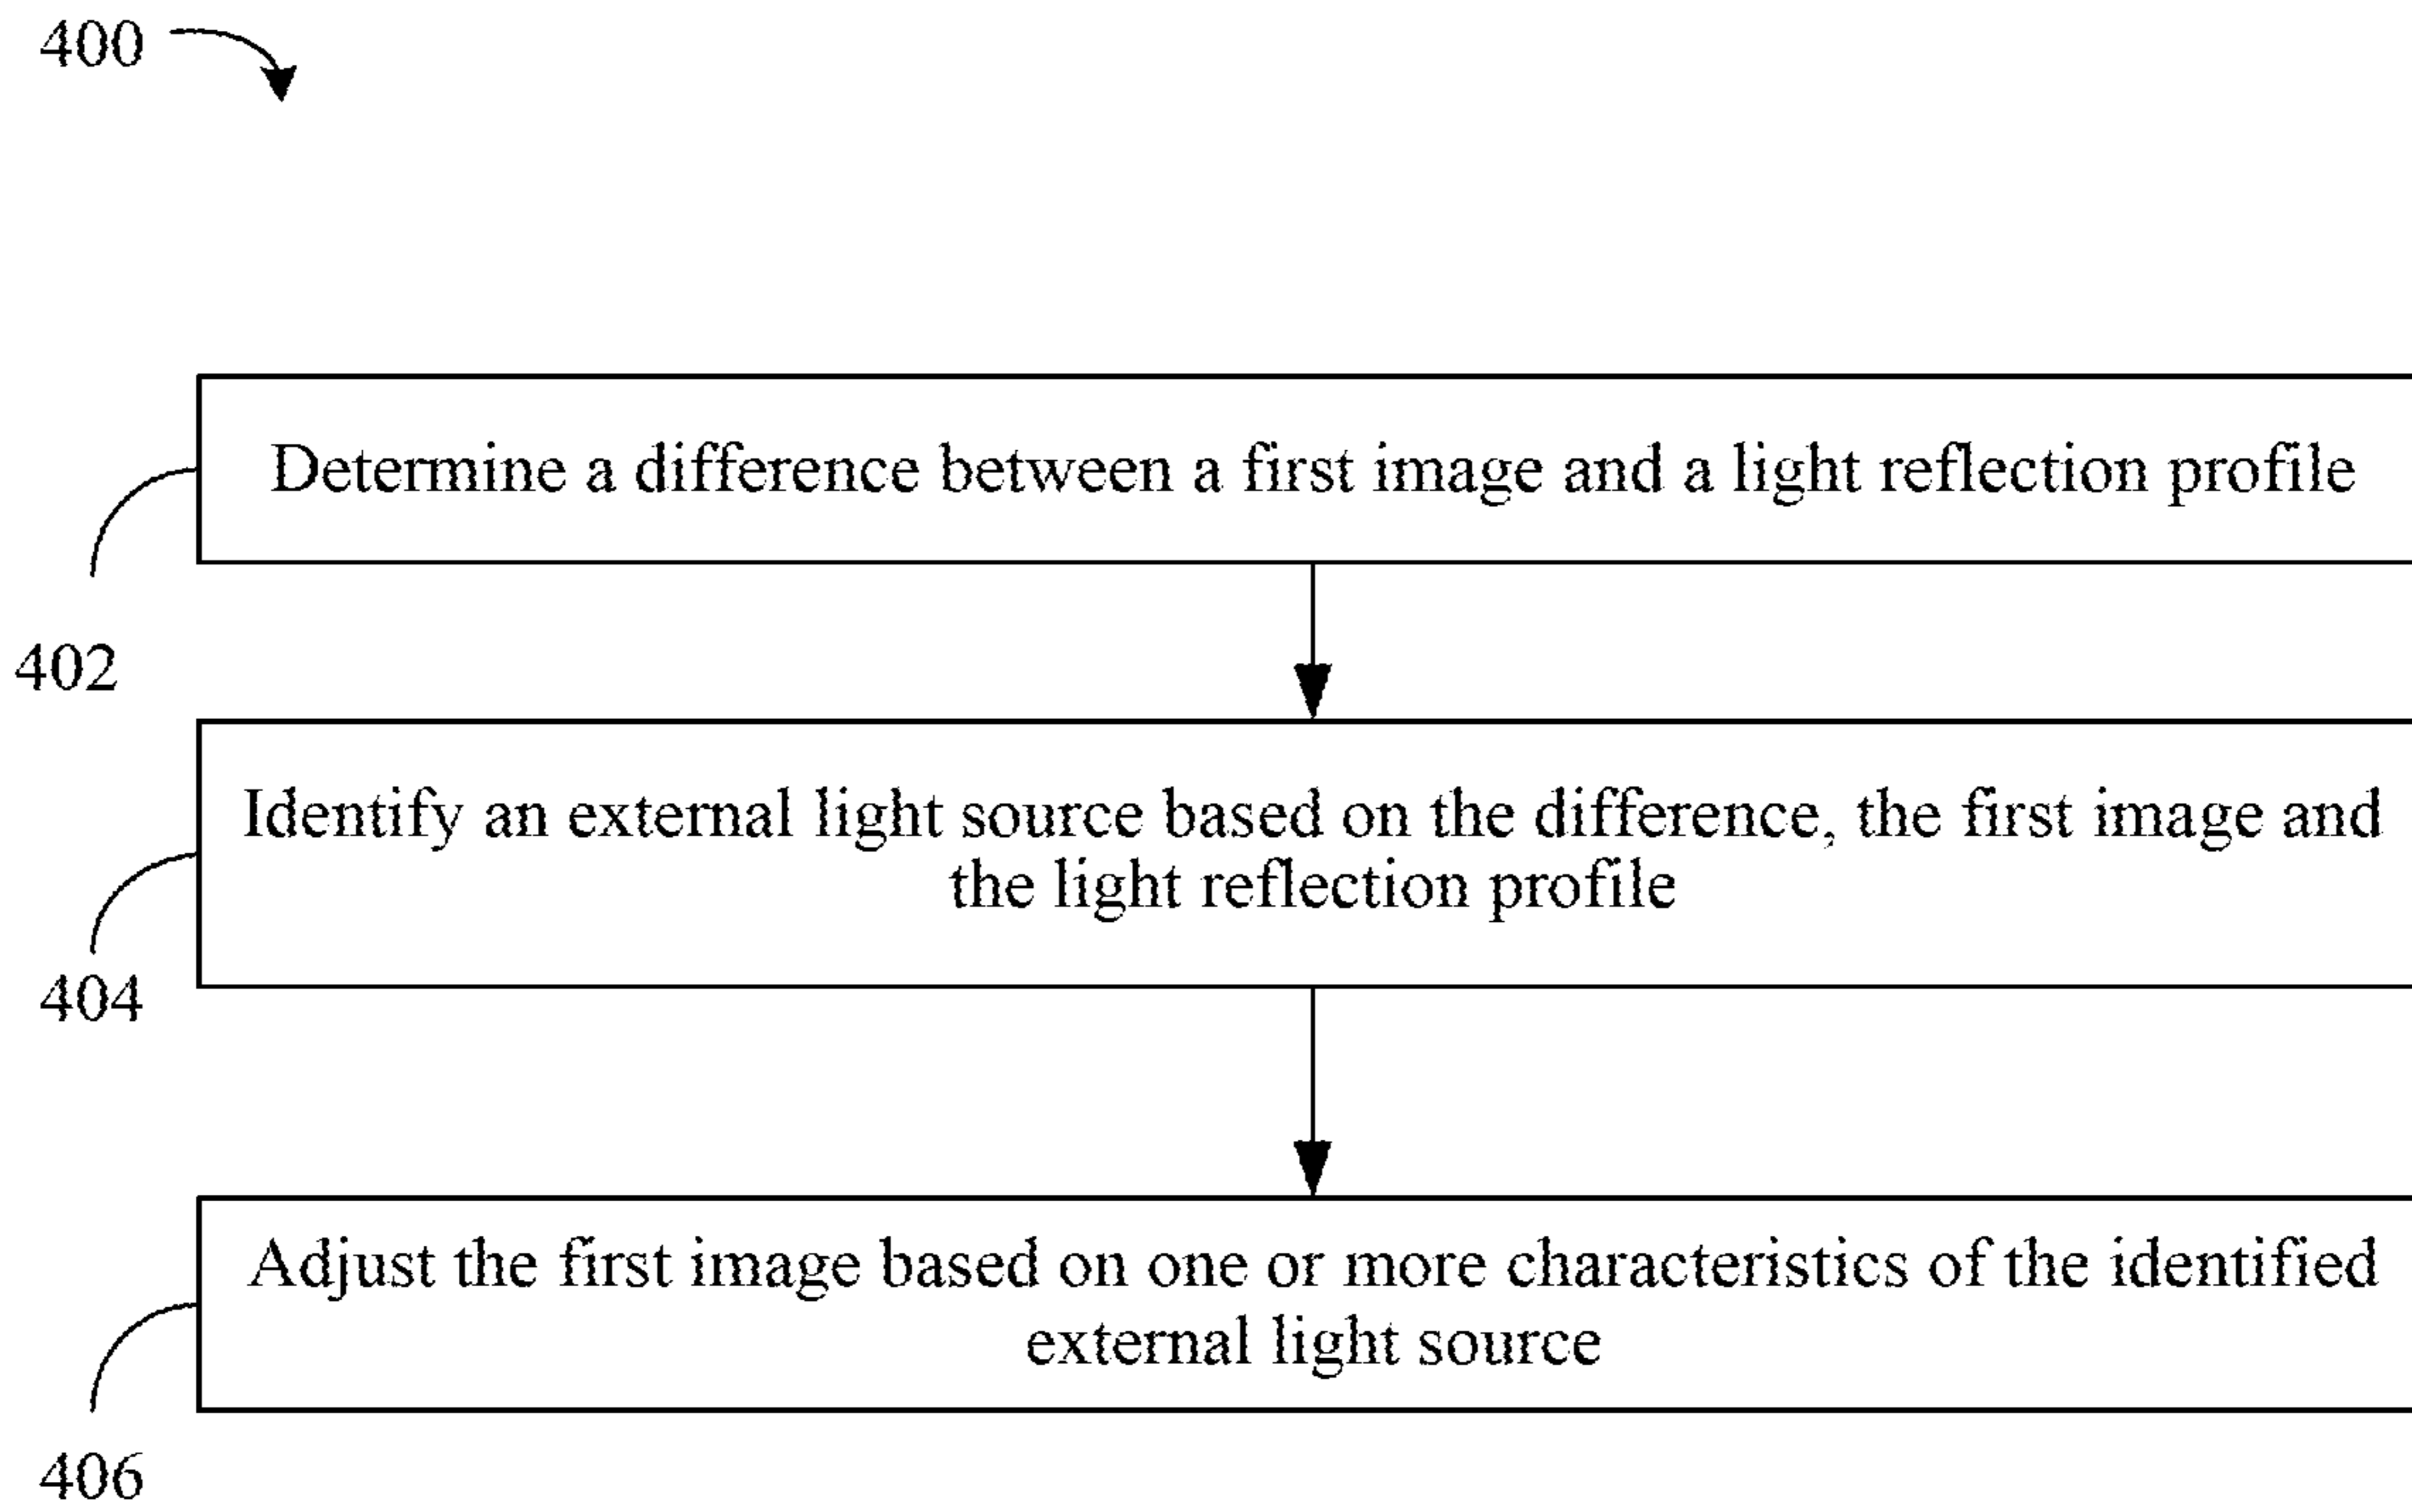 400
Determine a difference between a first image and a light reflection profile
402
Identify an external light source based on the difference, the first image and
the light reflection profile
404
Adjust the first image based on one or more characteristics of the identified
external light source
406